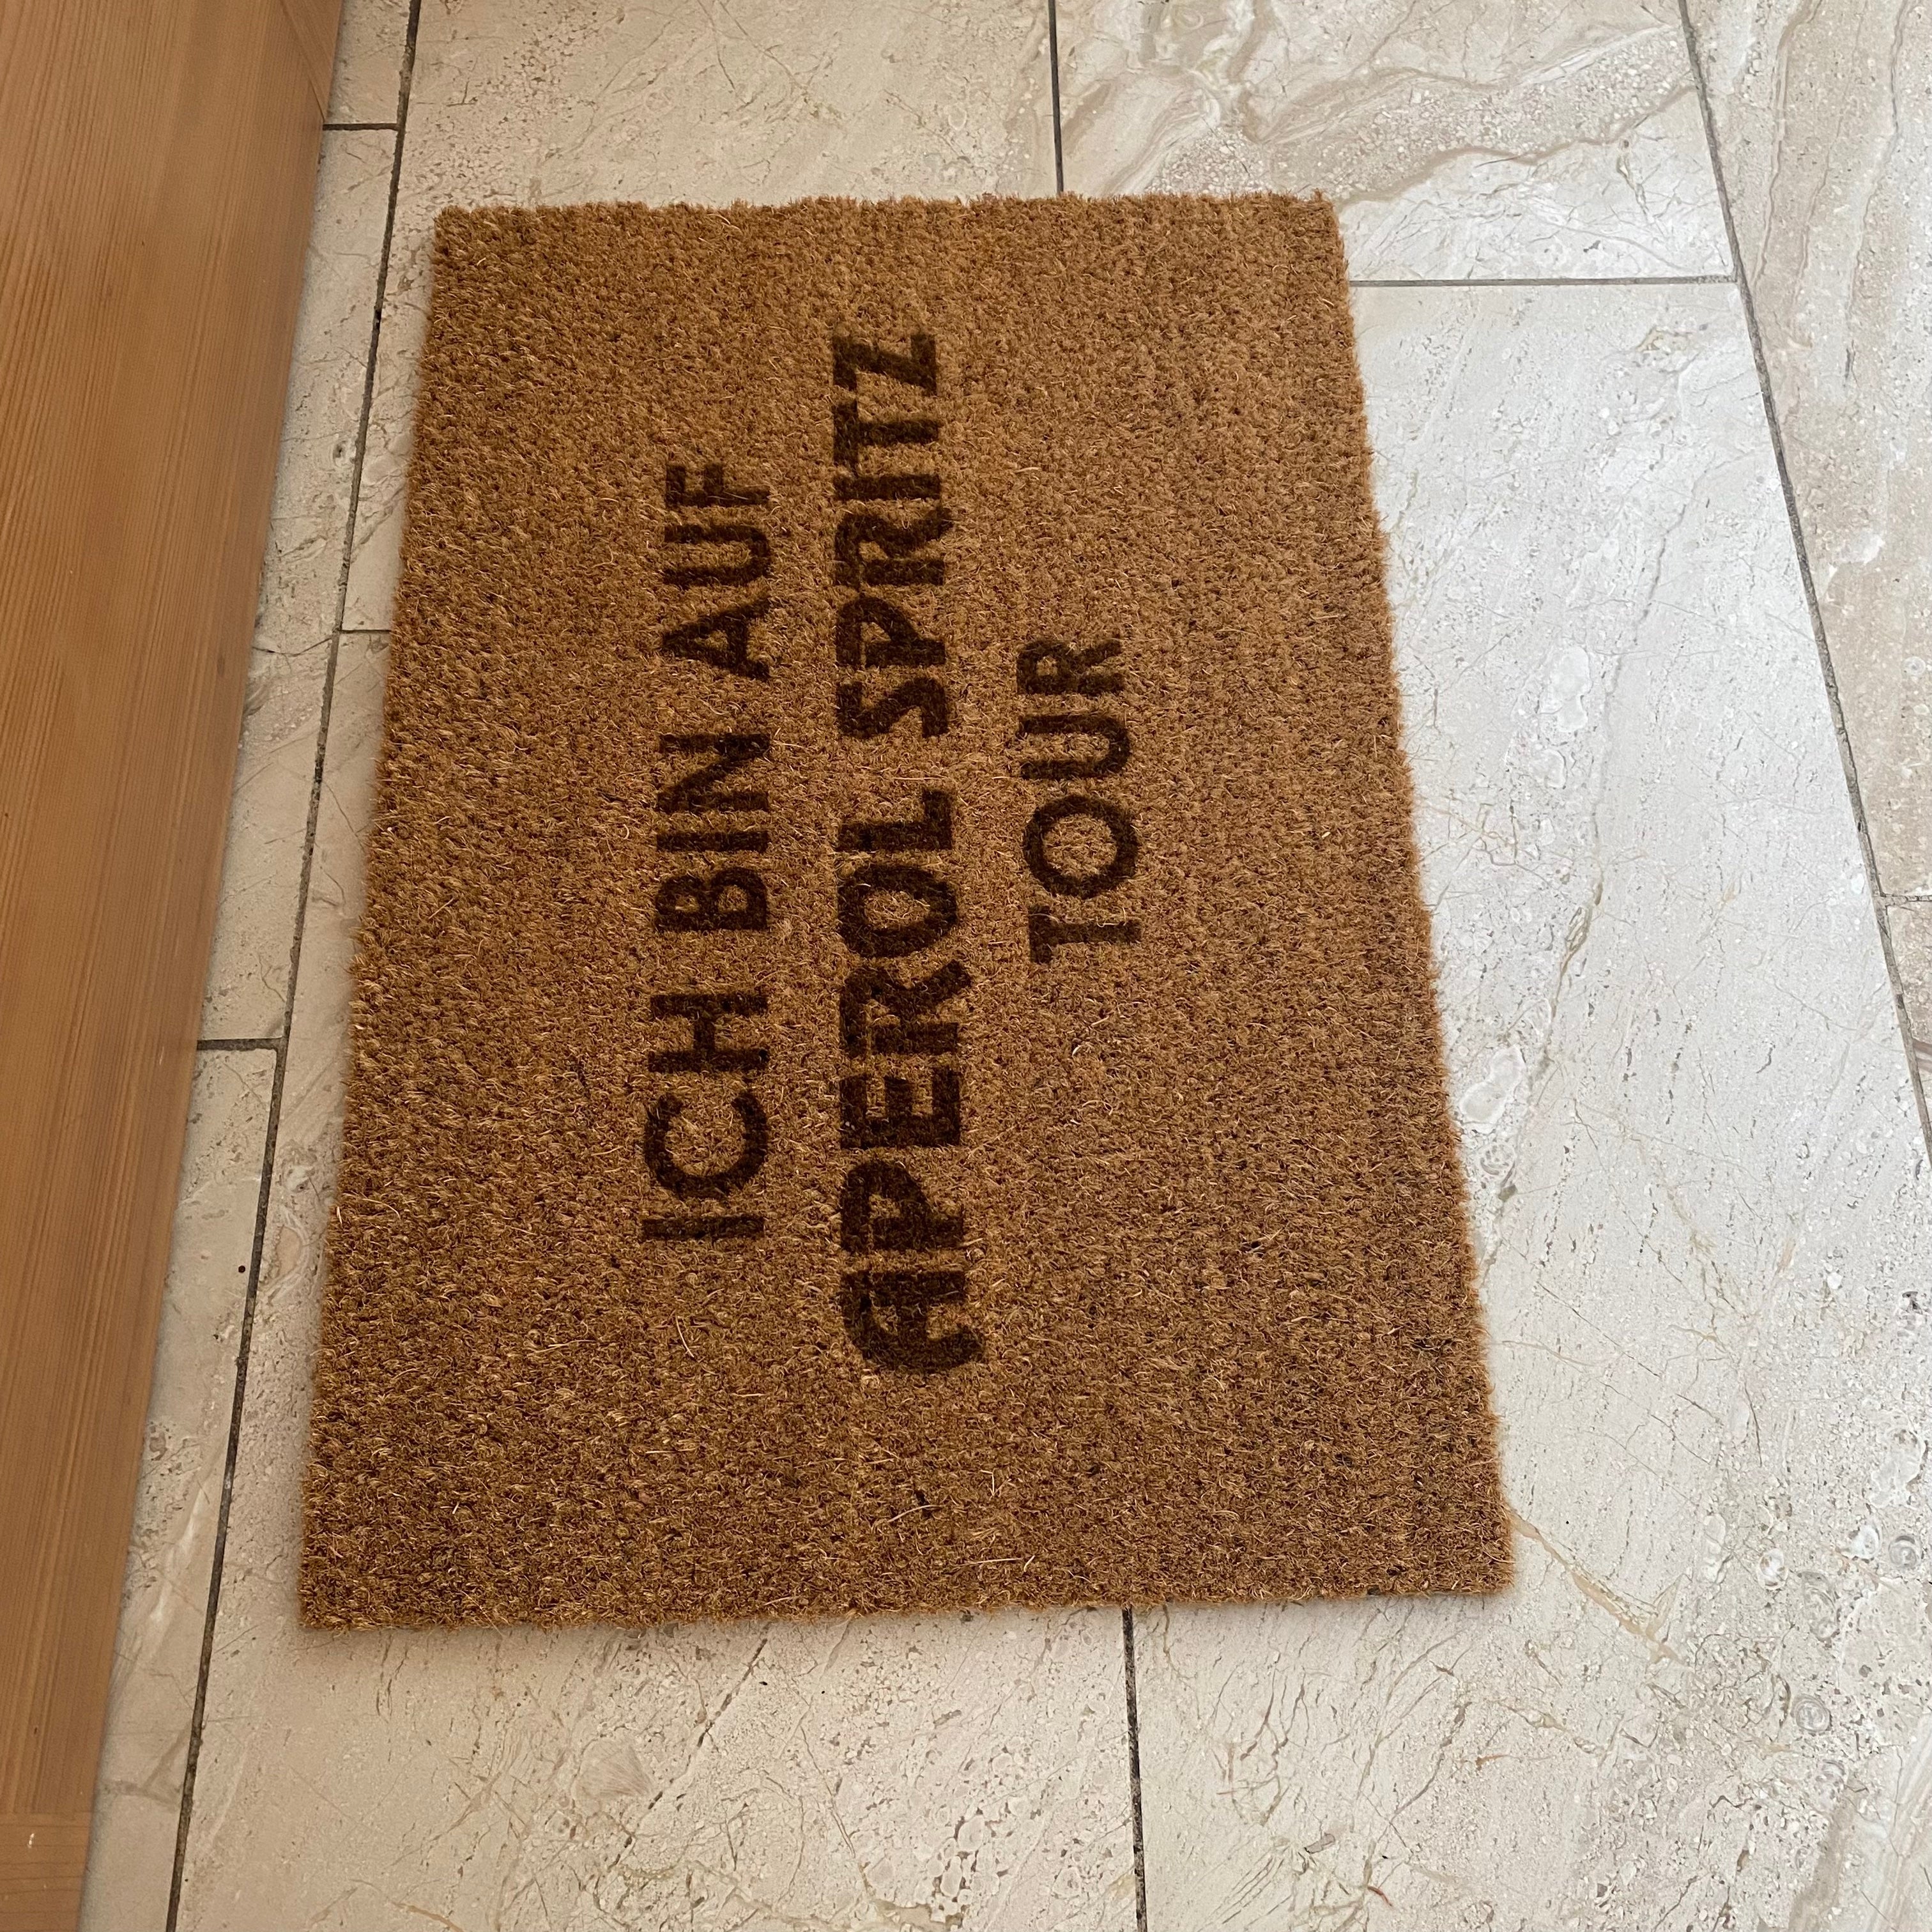 ICH BIN AUF
APEROL SPRITZ
TOUR